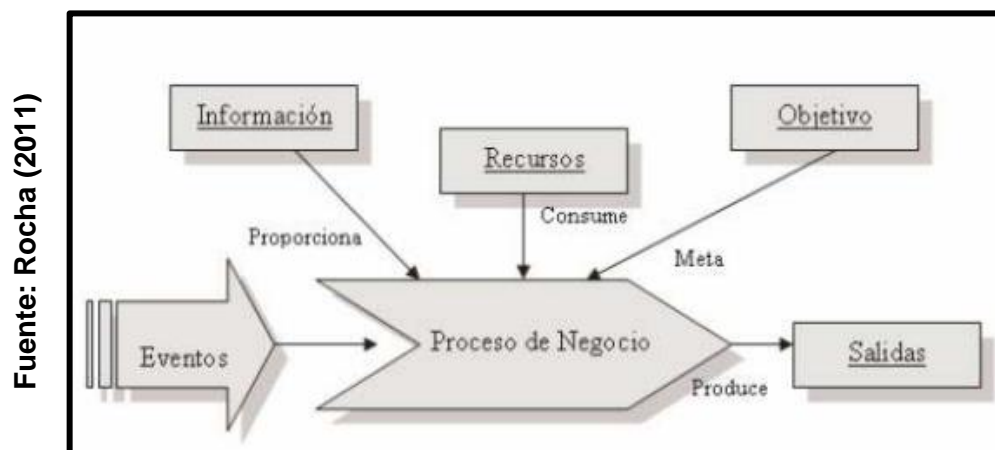 Fuente: Rocha (2011)
Información
Objetivo
Recursos
Consume
Proporciona
Meta
Eventos
Proceso de Negocio
Salidas
Produce